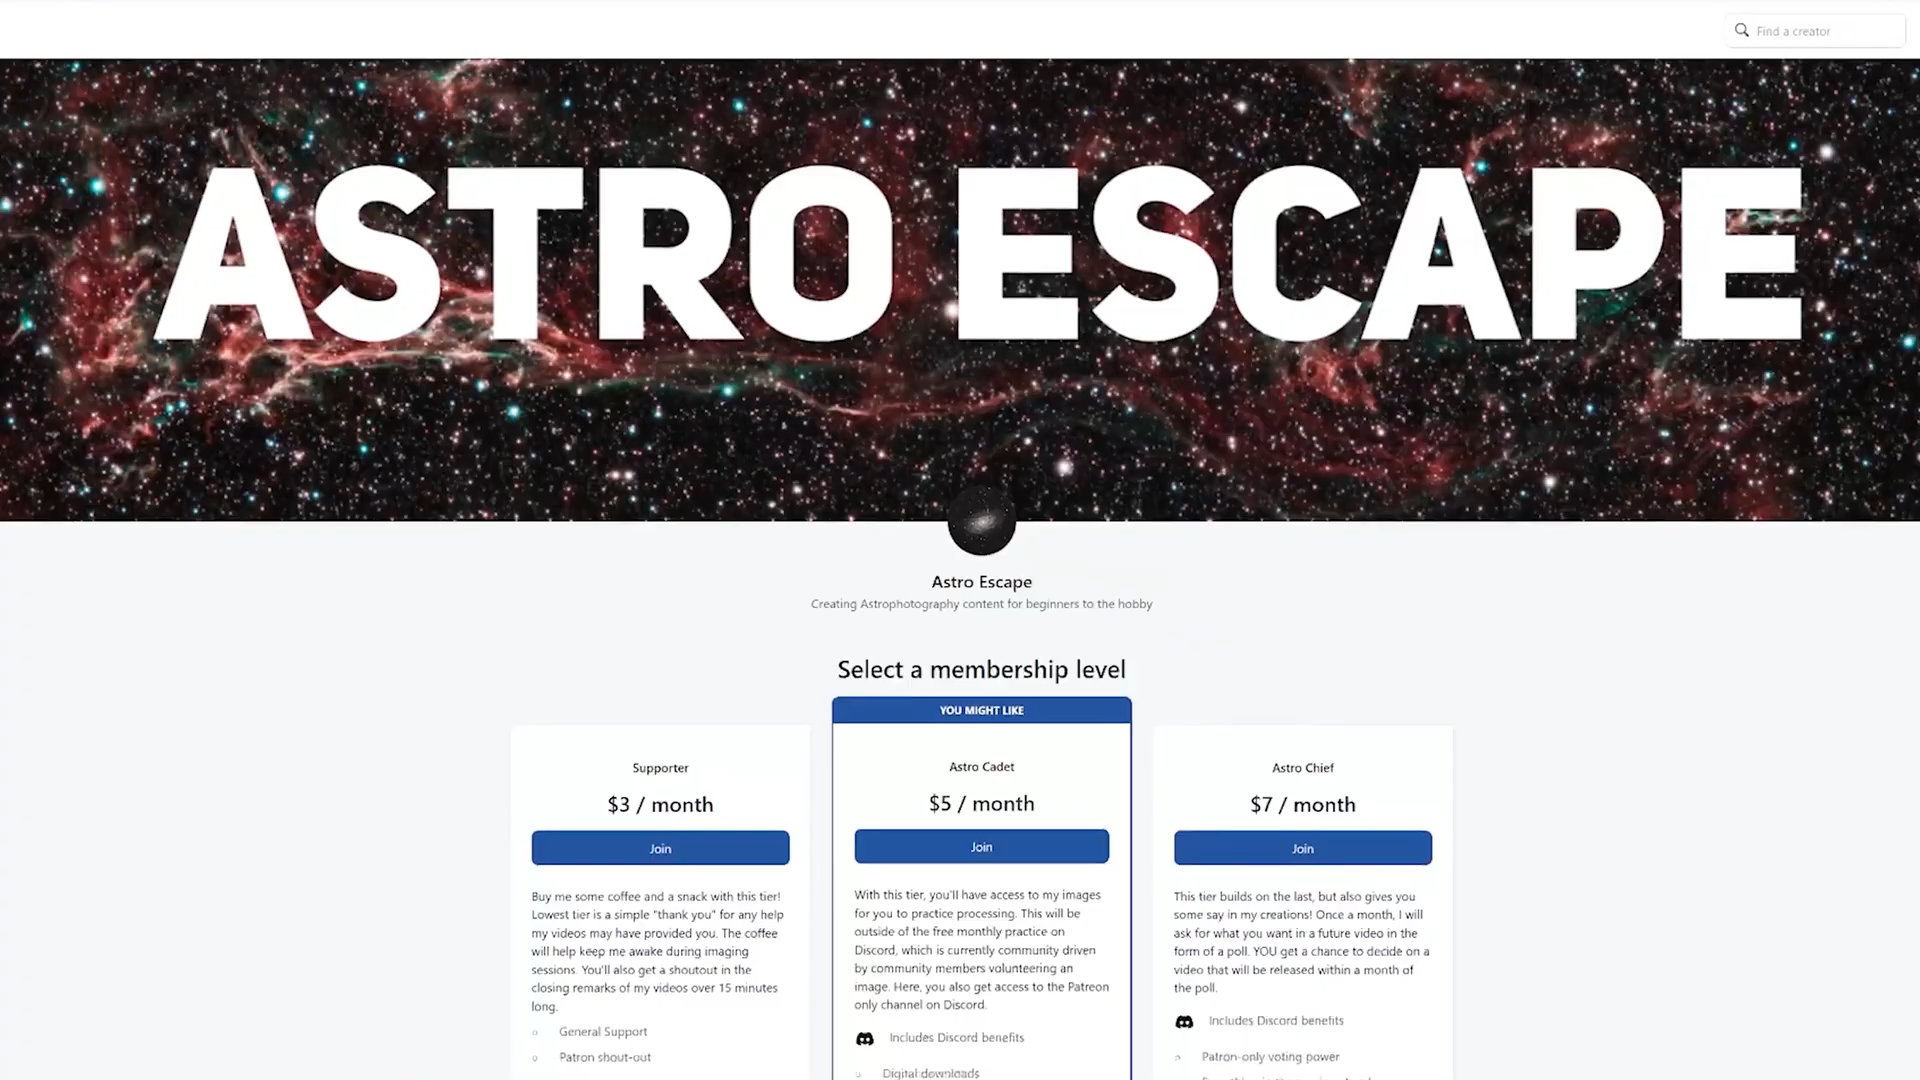 Find a creator
ASTRO ESCAPE
Astro Escape
Creating Astrophotography content for beginners to the hobby
Select a membership level
Supporter
$3 / month
Join
Buy me some coffee and a snack with this tier!
Lowest tier is a simple "thank you" for any help
my videos may have provided you. The coffee
will help keep me awake during imaging
sessions. You'll also get a shoutout in the
closing remarks of my videos over 15 minutes
long.
General Support
Patron shout-out
YOU MIGHT LIKE
Astro Cadet
$5 / month
Join
With this tier, you'll have access to my images
for you to practice processing. This will be
outside of the free monthly practice on
Discord, which is currently community driven
by community members volunteering an
image. Here, you also get access to the Patreon
only channel on Discord.
Includes Discord benefits
Digital downloads
Astro Chief
$7 / month
Join
This tier builds on the last, but also gives you
some say in my creations! Once a month, I will
ask for what you want in a future video in the
form of a poll. YOU get a chance to decide on a
video that will be released within a month of
the poll.
Includes Discord benefits
Patron-only voting power